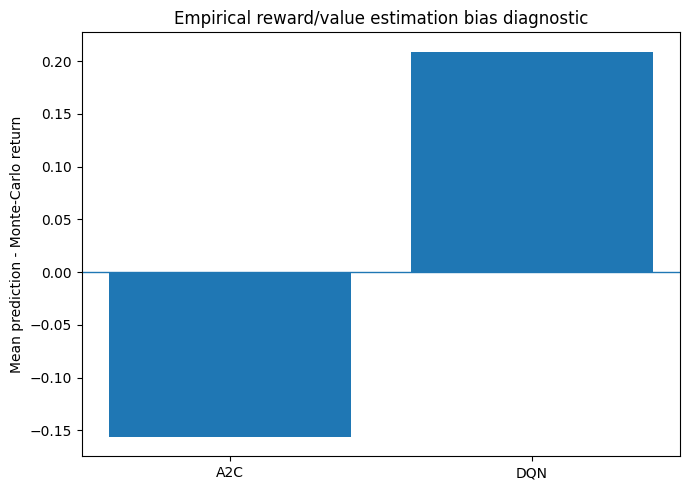 Empirical reward/value estimation bias diagnostic
Mean prediction - Monte-Carlo return
0.20
0.15
0.10
0.05
0.00
−0.05
−0.10
−0.15
A2C
DQN